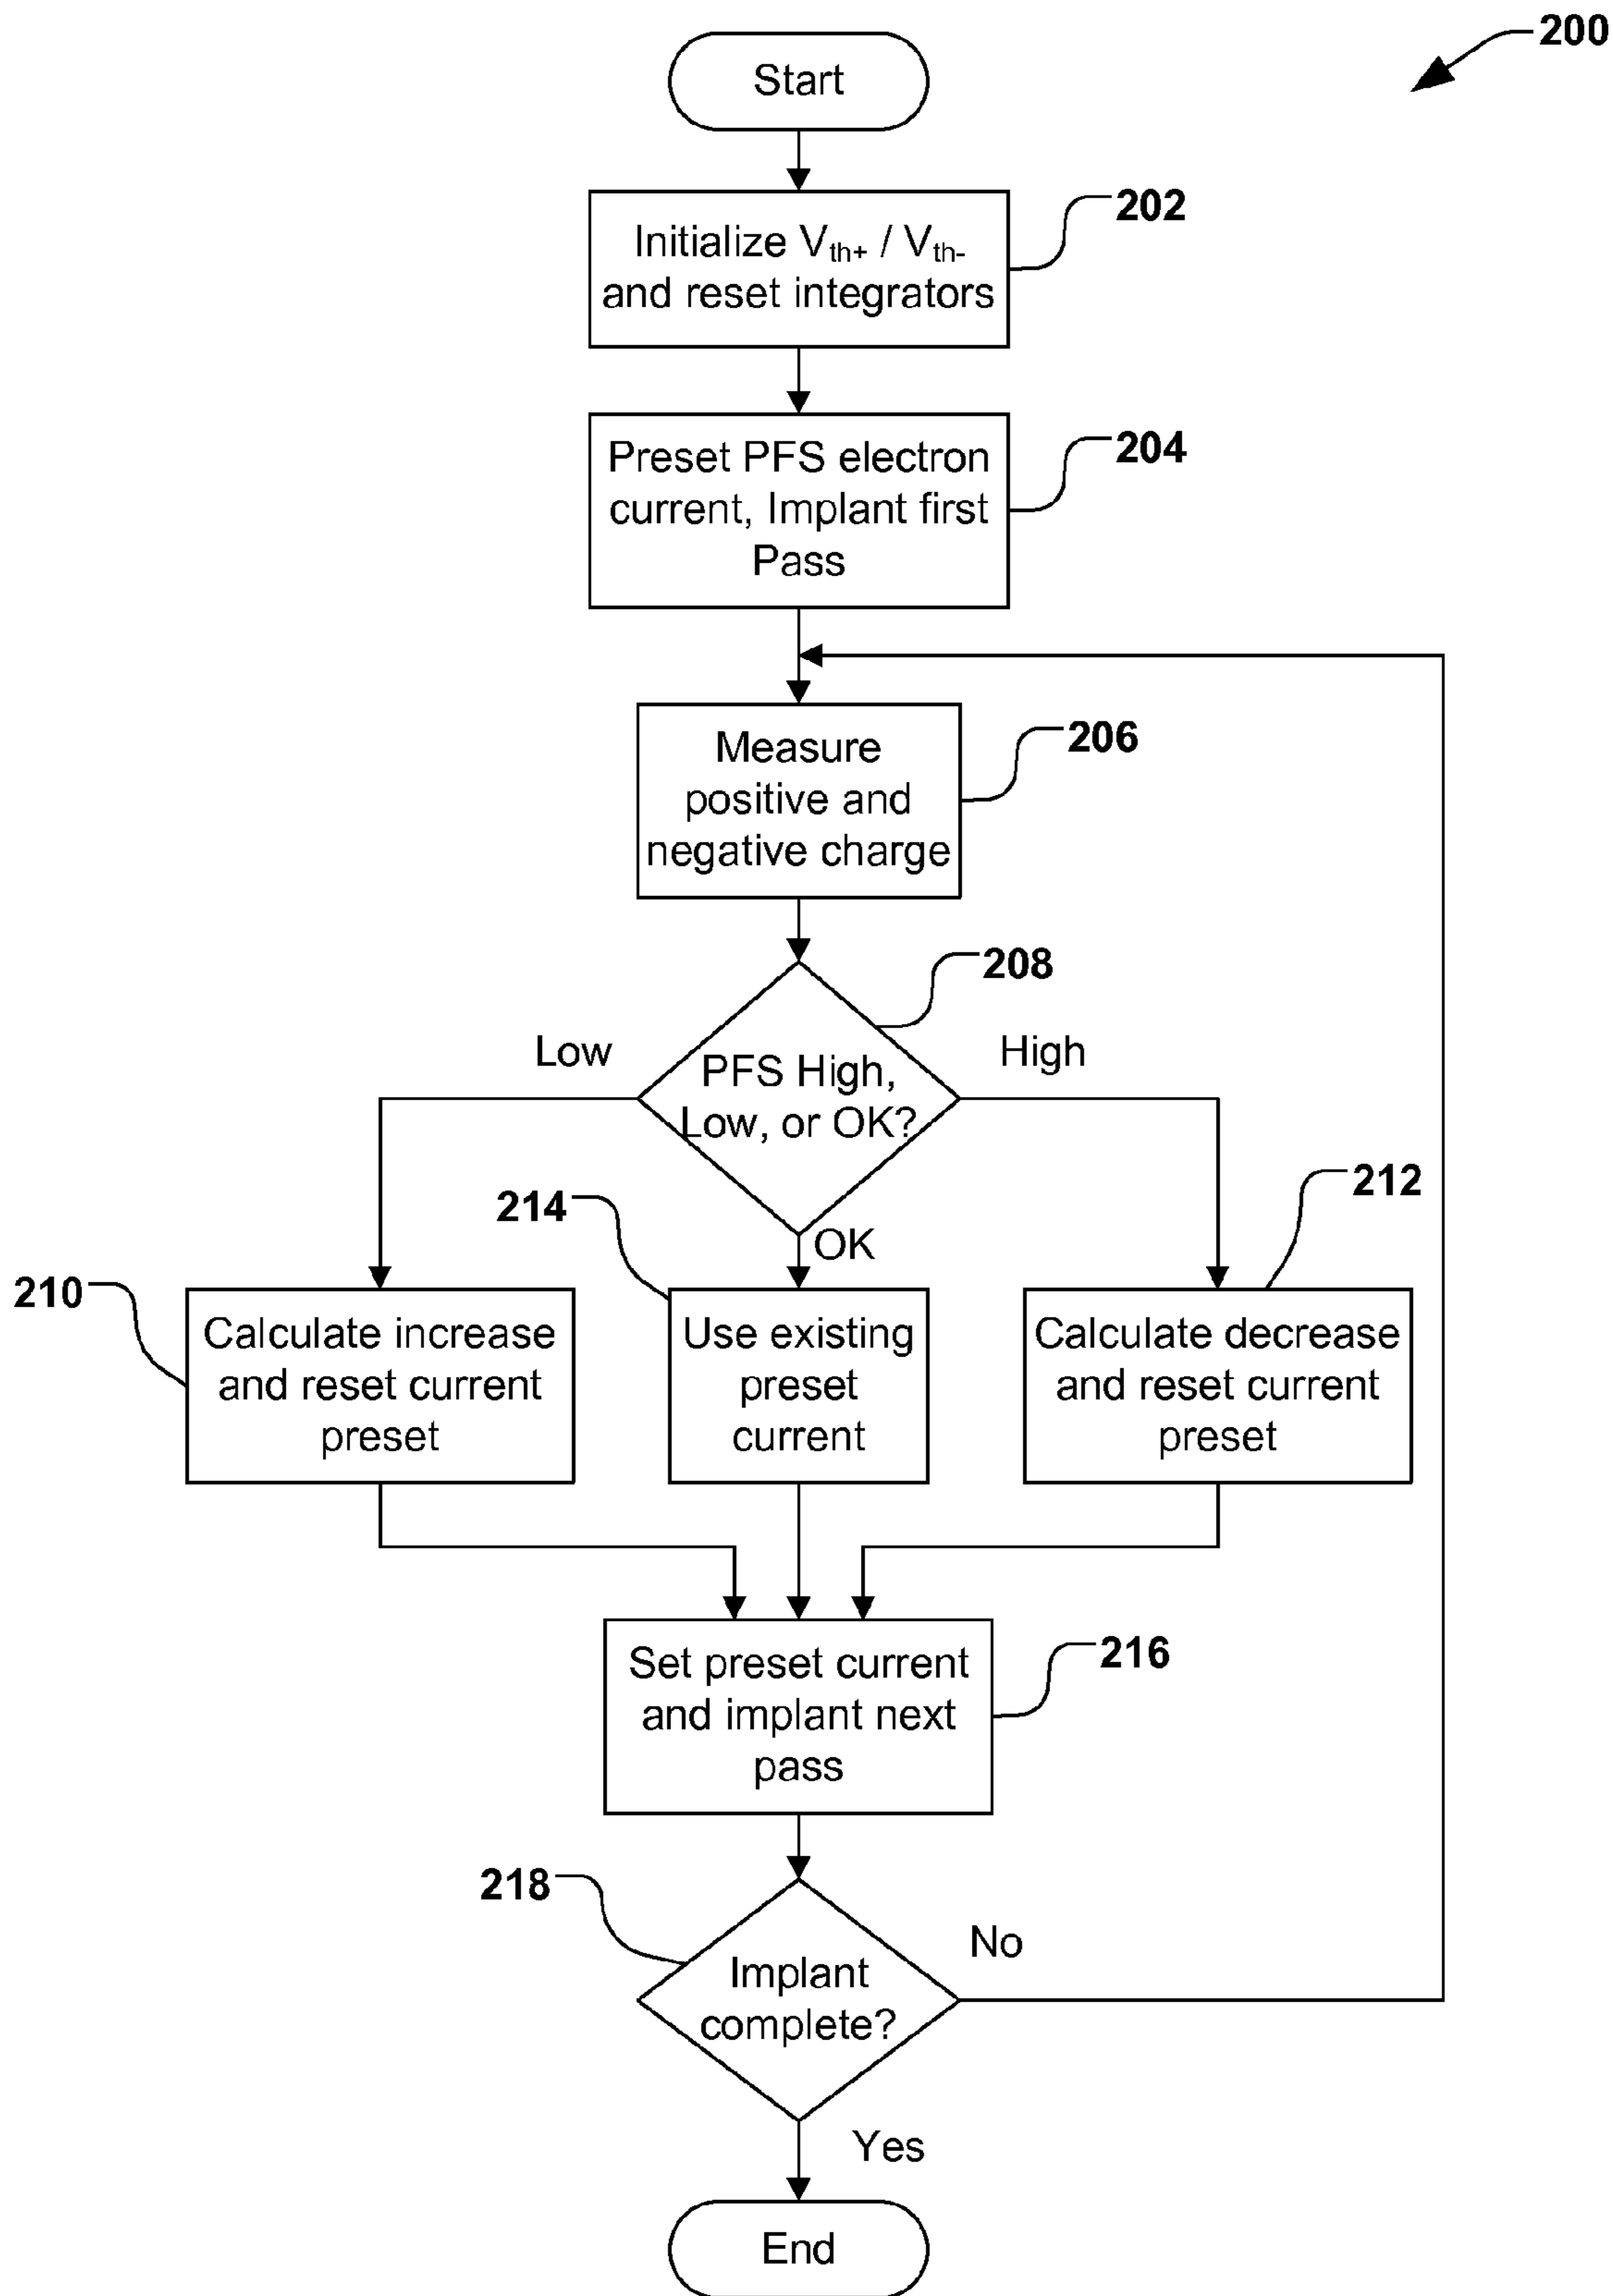 200
Start
202
Initialize Vth+ / Vth-
and reset integrators
204
Preset PFS electron
current, Implant first
Pass
206
Measure
positive and
negative charge
208
Low
High
PFS High,
Low, or OK?
212
214
OK
210
Calculate increase
and reset current
preset
Use existing
preset
current
Calculate decrease
and reset current
preset
216
Set preset current
and implant next
pass
218
No
Implant
complete?
Yes
End